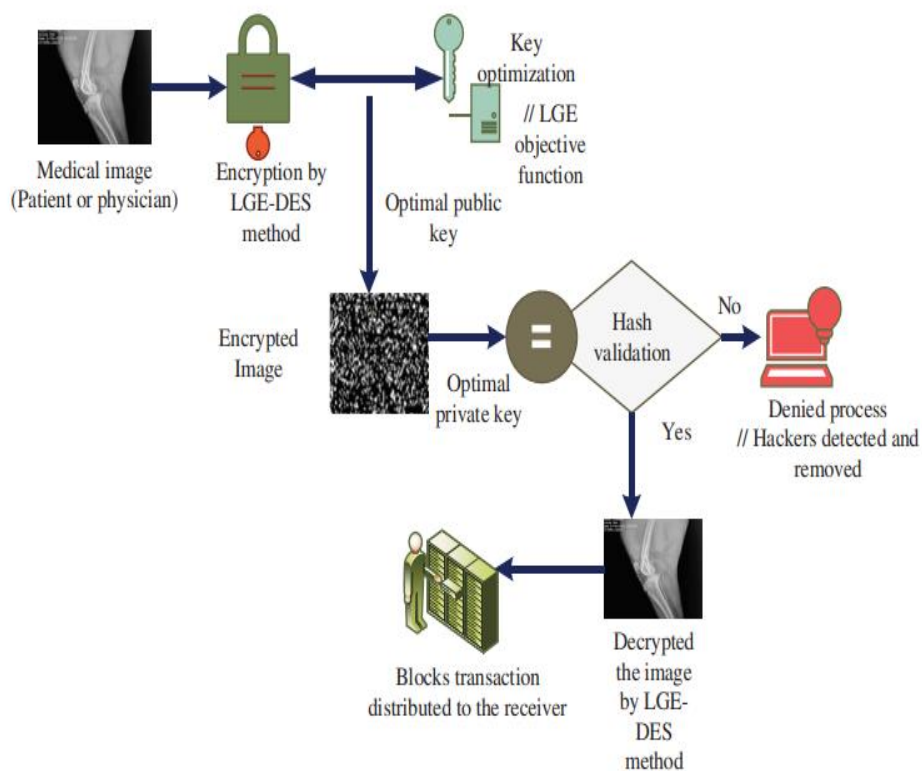 Medical image
(Patient or physician)
Encryption by
LGE-DES
method
Key
optimization
// LGE
objective
function
Optimal public
key
Encrypted
Image
Optimal
private key
Hash
validation
No
Denied process
// Hackers detected and
removed
Yes
Decrypted
the image
by LGE-
DES
method
Blocks transaction
distributed to the receiver